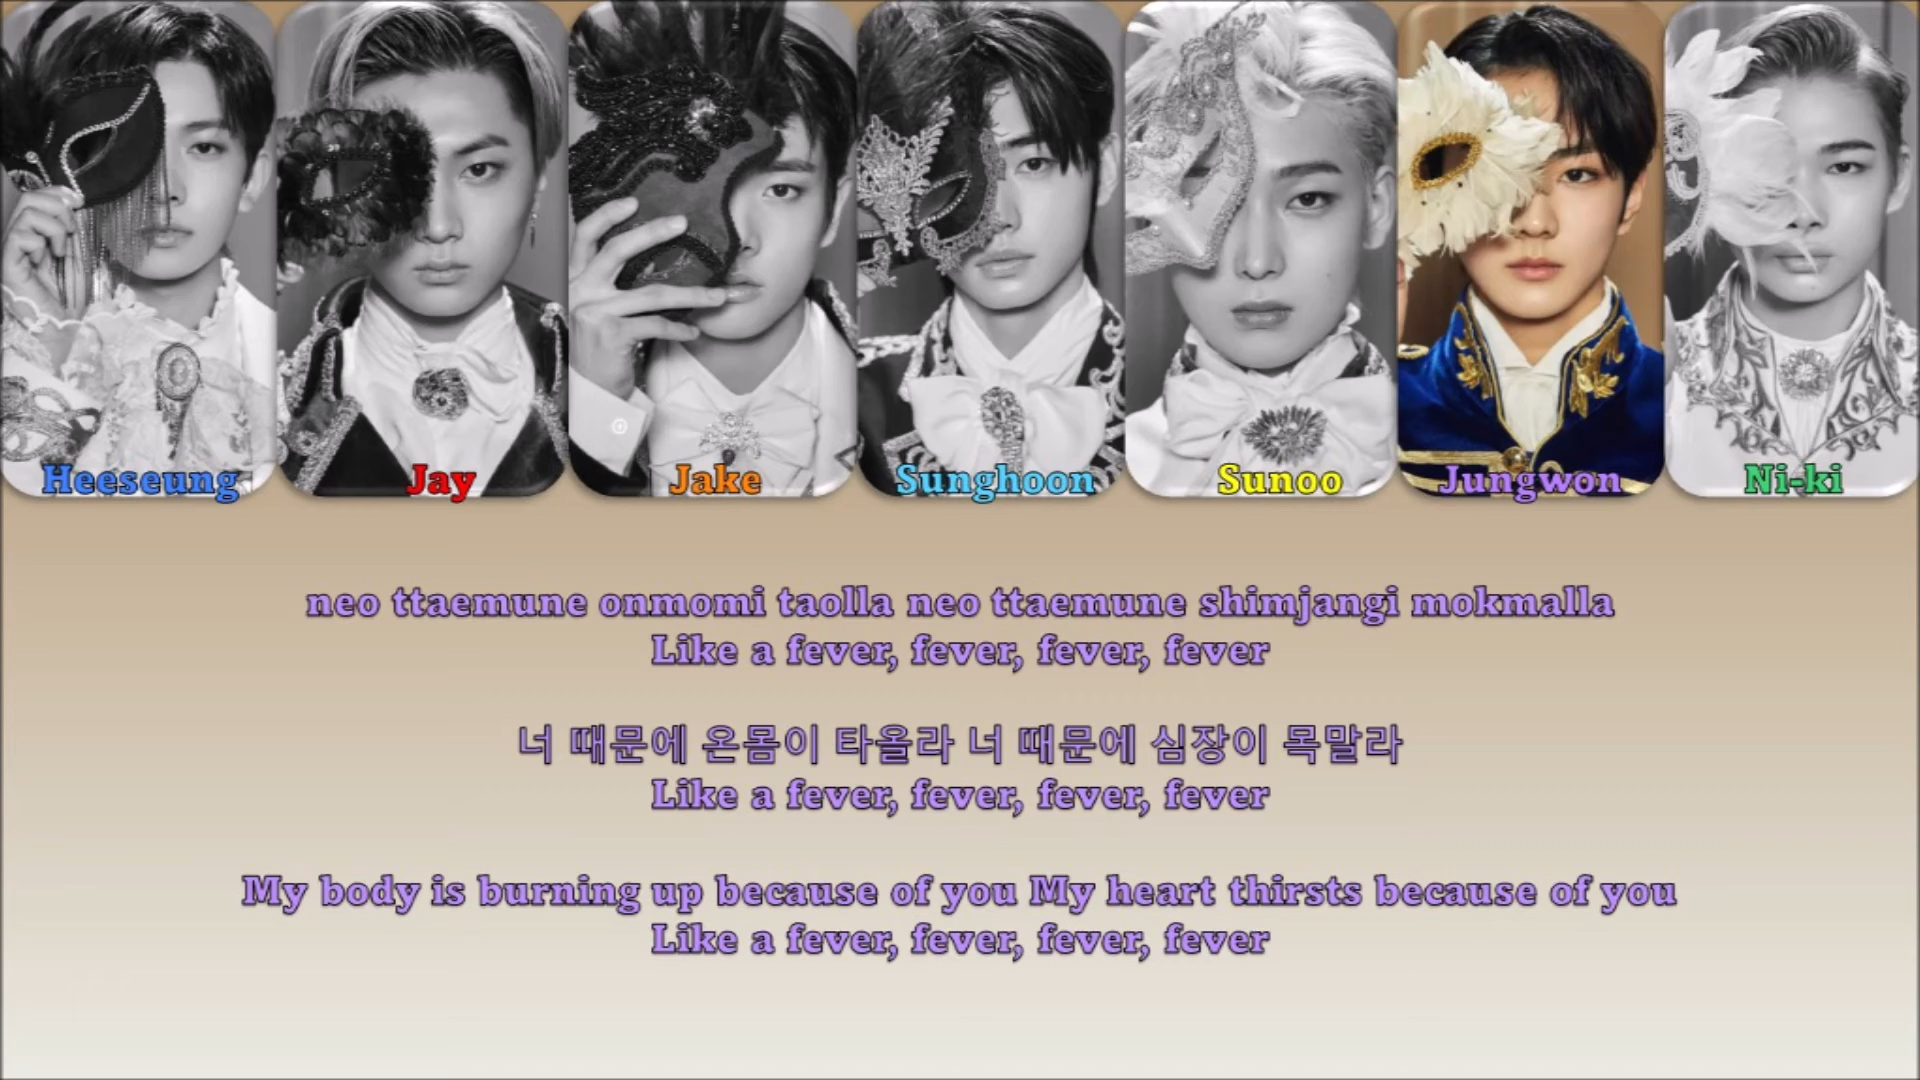 Heeseung Jay Jake Sunghoon Sunoo Jungwon Ni-ki
neo ttaemune onmomi taolla neo ttaemune shimjangi mokmalla
Like a fever, fever, fever, fever
너 때문에 온몸이 타올라 너 때문에 심장이 목말라
Like a fever, fever, fever, fever
My body is burning up because of you My heart thirsts because of you
Like a fever, fever, fever, fever